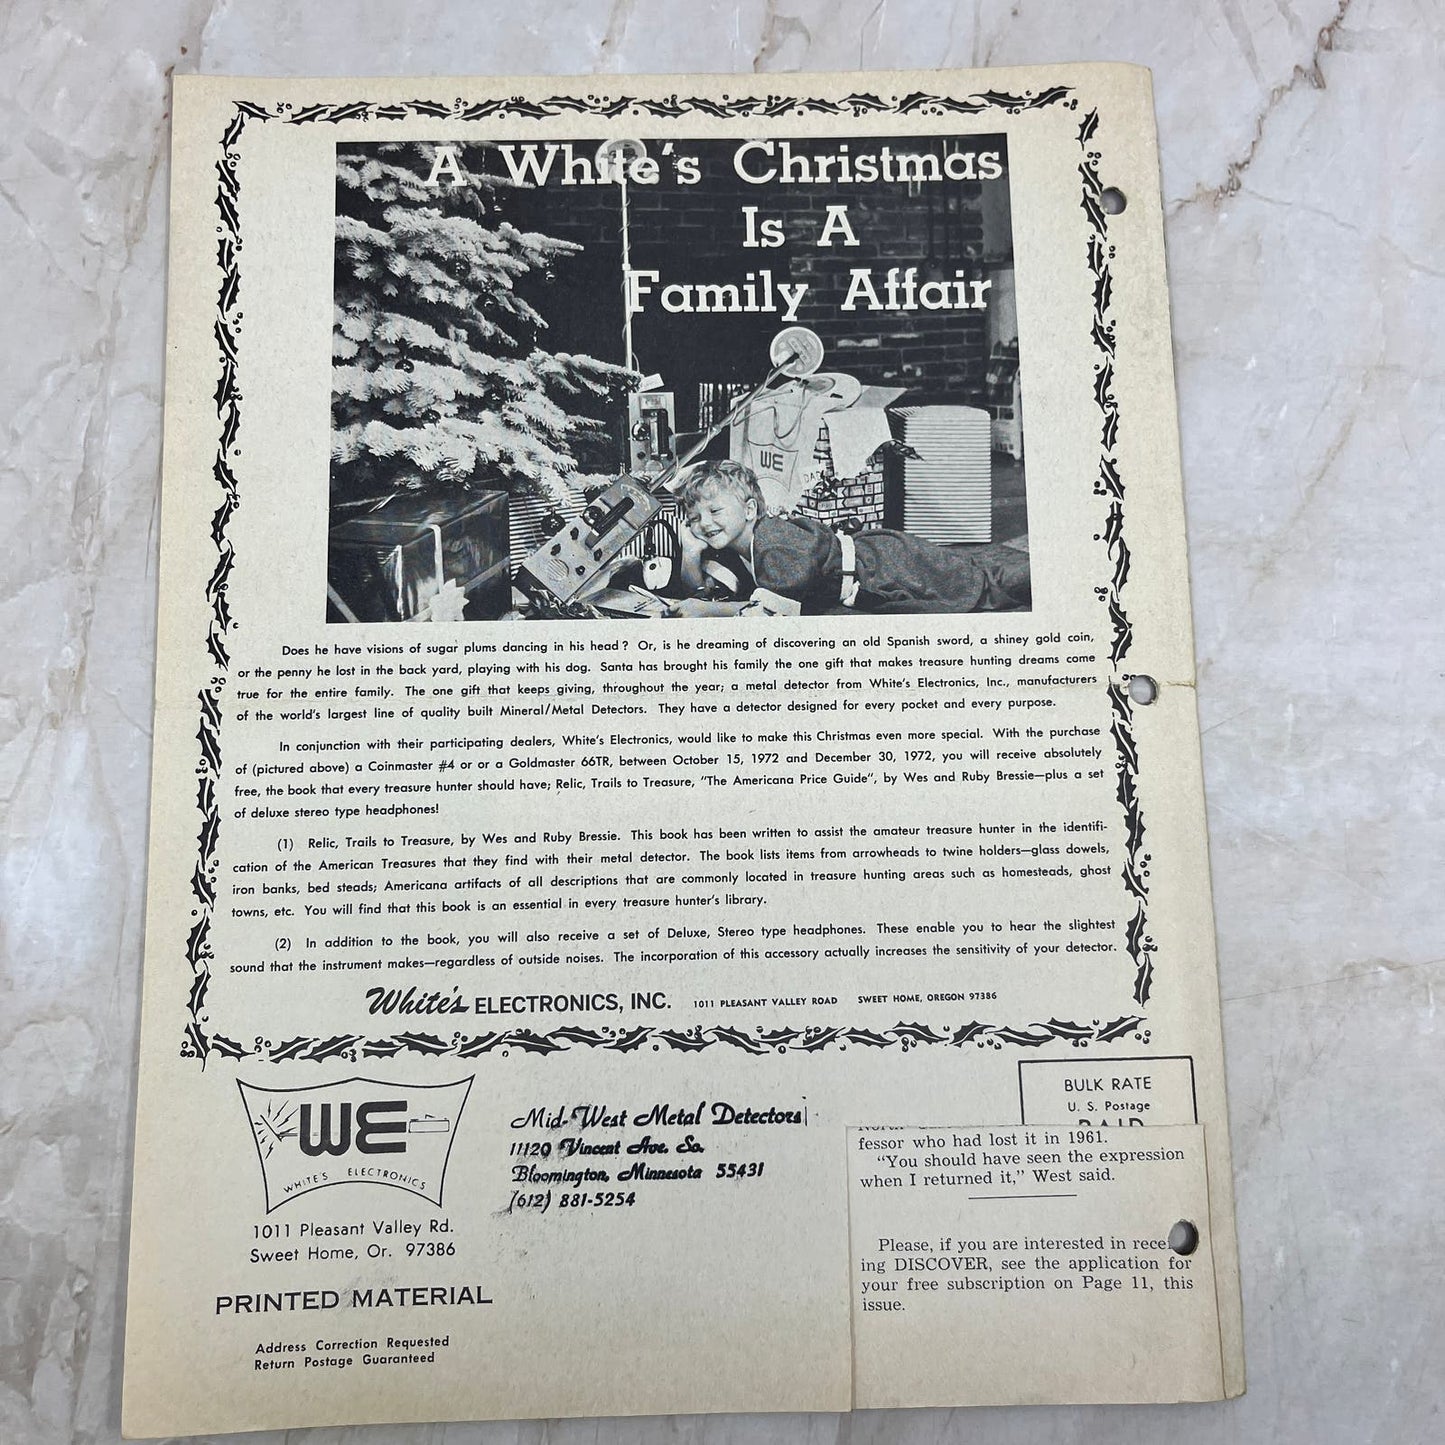 A White's Christmas
Is A
Family Affair
WE
Does he have visions of sugar plums dancing in his head? Or, is he dreaming of discovering an old Spanish sword, a shiney gold coin,
or the penny he lost in the back yard, playing with his dog. Santa has brought his family the one gift that makes treasure hunting dreams come
true for the entire family. The one gift that keeps giving, throughout the year; a metal detector from White's Electronics, Inc., manufacturers
of the world's largest line of quality built Mineral/Metal Detectors. They have a detector designed for every pocket and every purpose.
In conjunction with their participating dealers, White's Electronics, would like to make this Christmas even more special. With the purchase
of (pictured above) a Coinmaster #4 or or a Goldmaster 66TR, between October 15, 1972 and December 30, 1972, you will receive absolutely
free, the book that every treasure hunter should have; Relic, Trails to Treasure, "The Americana Price Guide", by Wes and Ruby Bressie—plus a set
of deluxe stereo type headphones!
(1) Relic, Trails to Treasure, by Wes and Ruby Bressie. This book has been written to assist the amateur treasure hunter in the identifi-
cation of the American Treasures that they find with their metal detector. The book lists items from arrowheads to twine holders—glass dowels,
iron banks, bed steads; Americana artifacts of all descriptions that are commonly located in treasure hunting areas such as homesteads, ghost
towns, etc. You will find that this book is an essential in every treasure hunter's library.
(2) In addition to the book, you will also receive a set of Deluxe, Stereo type headphones. These enable you to hear the slightest
sound that the instrument makes—regardless of outside noises. The incorporation of this accessory actually increases the sensitivity of your detector.
White's ELECTRONICS, INC. 1011 PLEASANT VALLEY ROAD SWEET HOME, OREGON 97386
WE
WHITE'S ELECTRONICS
1011 Pleasant Valley Rd.
Sweet Home, Or. 97386
PRINTED MATERIAL
Address Correction Requested
Return Postage Guaranteed
Mid-West Metal Detectors
11120 Vincent Ave. So.
Bloomington, Minnesota 55431
(612) 881-5254
BULK RATE
U. S. Postage
PAID
fessor who had lost it in 1961.
"You should have seen the expression
when I returned it," West said.
Please, if you are interested in
ing DISCOVER, see the application for
your free subscription on Page 11, this
issue.